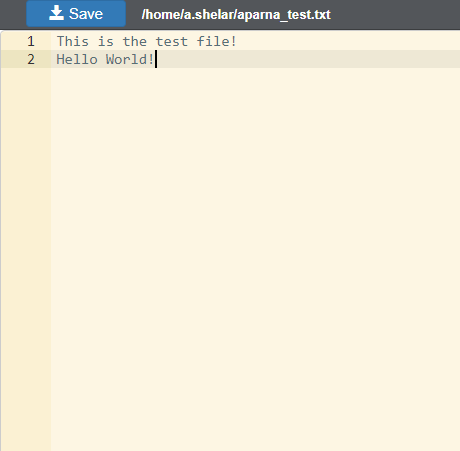 Save /home/a.shelar/aparna_test.txt
1 This is the test file!
2 Hello World!